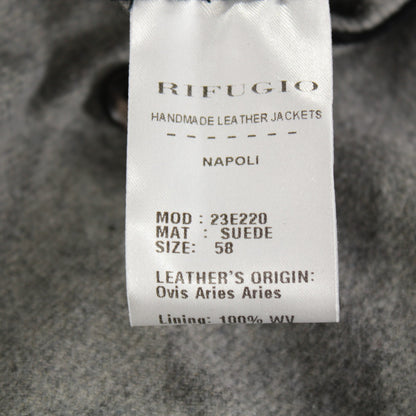 RIFUGIO
HANDMADE LEATHER JACKETS
-------
NAPOLI
MOD : 23E220
MAT : SUEDE
SIZE: 58
LEATHER'S ORIGIN:
Ovis Aries Aries
Lining: 100% WV